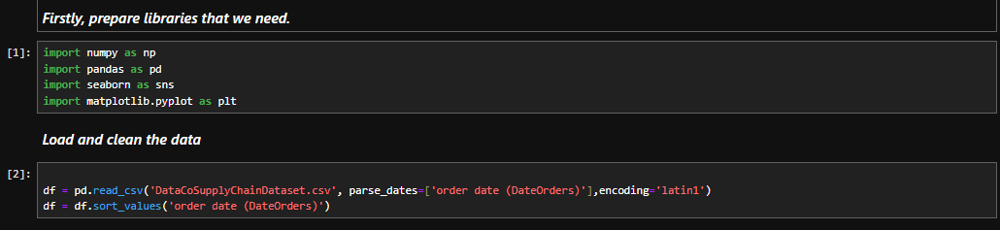 Firstly, prepare libraries that we need.
[1]: import numpy as np
import pandas as pd
import seaborn as sns
import matplotlib.pyplot as plt
Load and clean the data
[2]:
df = pd.read_csv('DataCoSupplyChainDataset.csv', parse_dates=['order date (DateOrders)'],encoding='latin1')
df = df.sort_values('order date (DateOrders)')